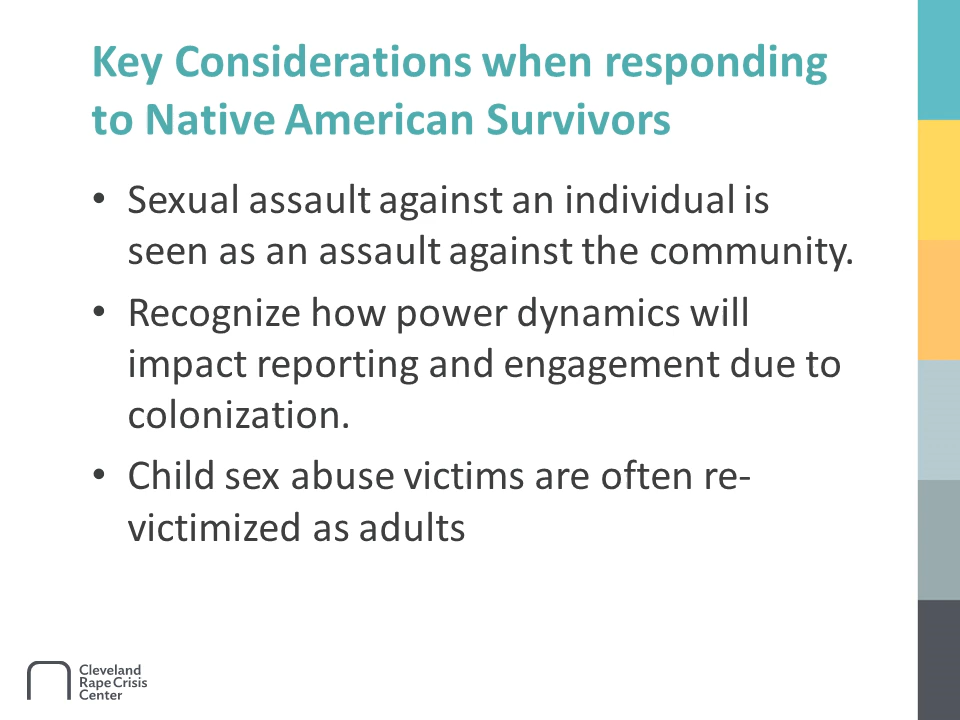 Key Considerations when responding
to Native American Survivors
• Sexual assault against an individual is
seen as an assault against the community.
• Recognize how power dynamics will
impact reporting and engagement due to
colonization.
• Child sex abuse victims are often re-
victimized as adults
Cleveland
Rape Crisis
Center